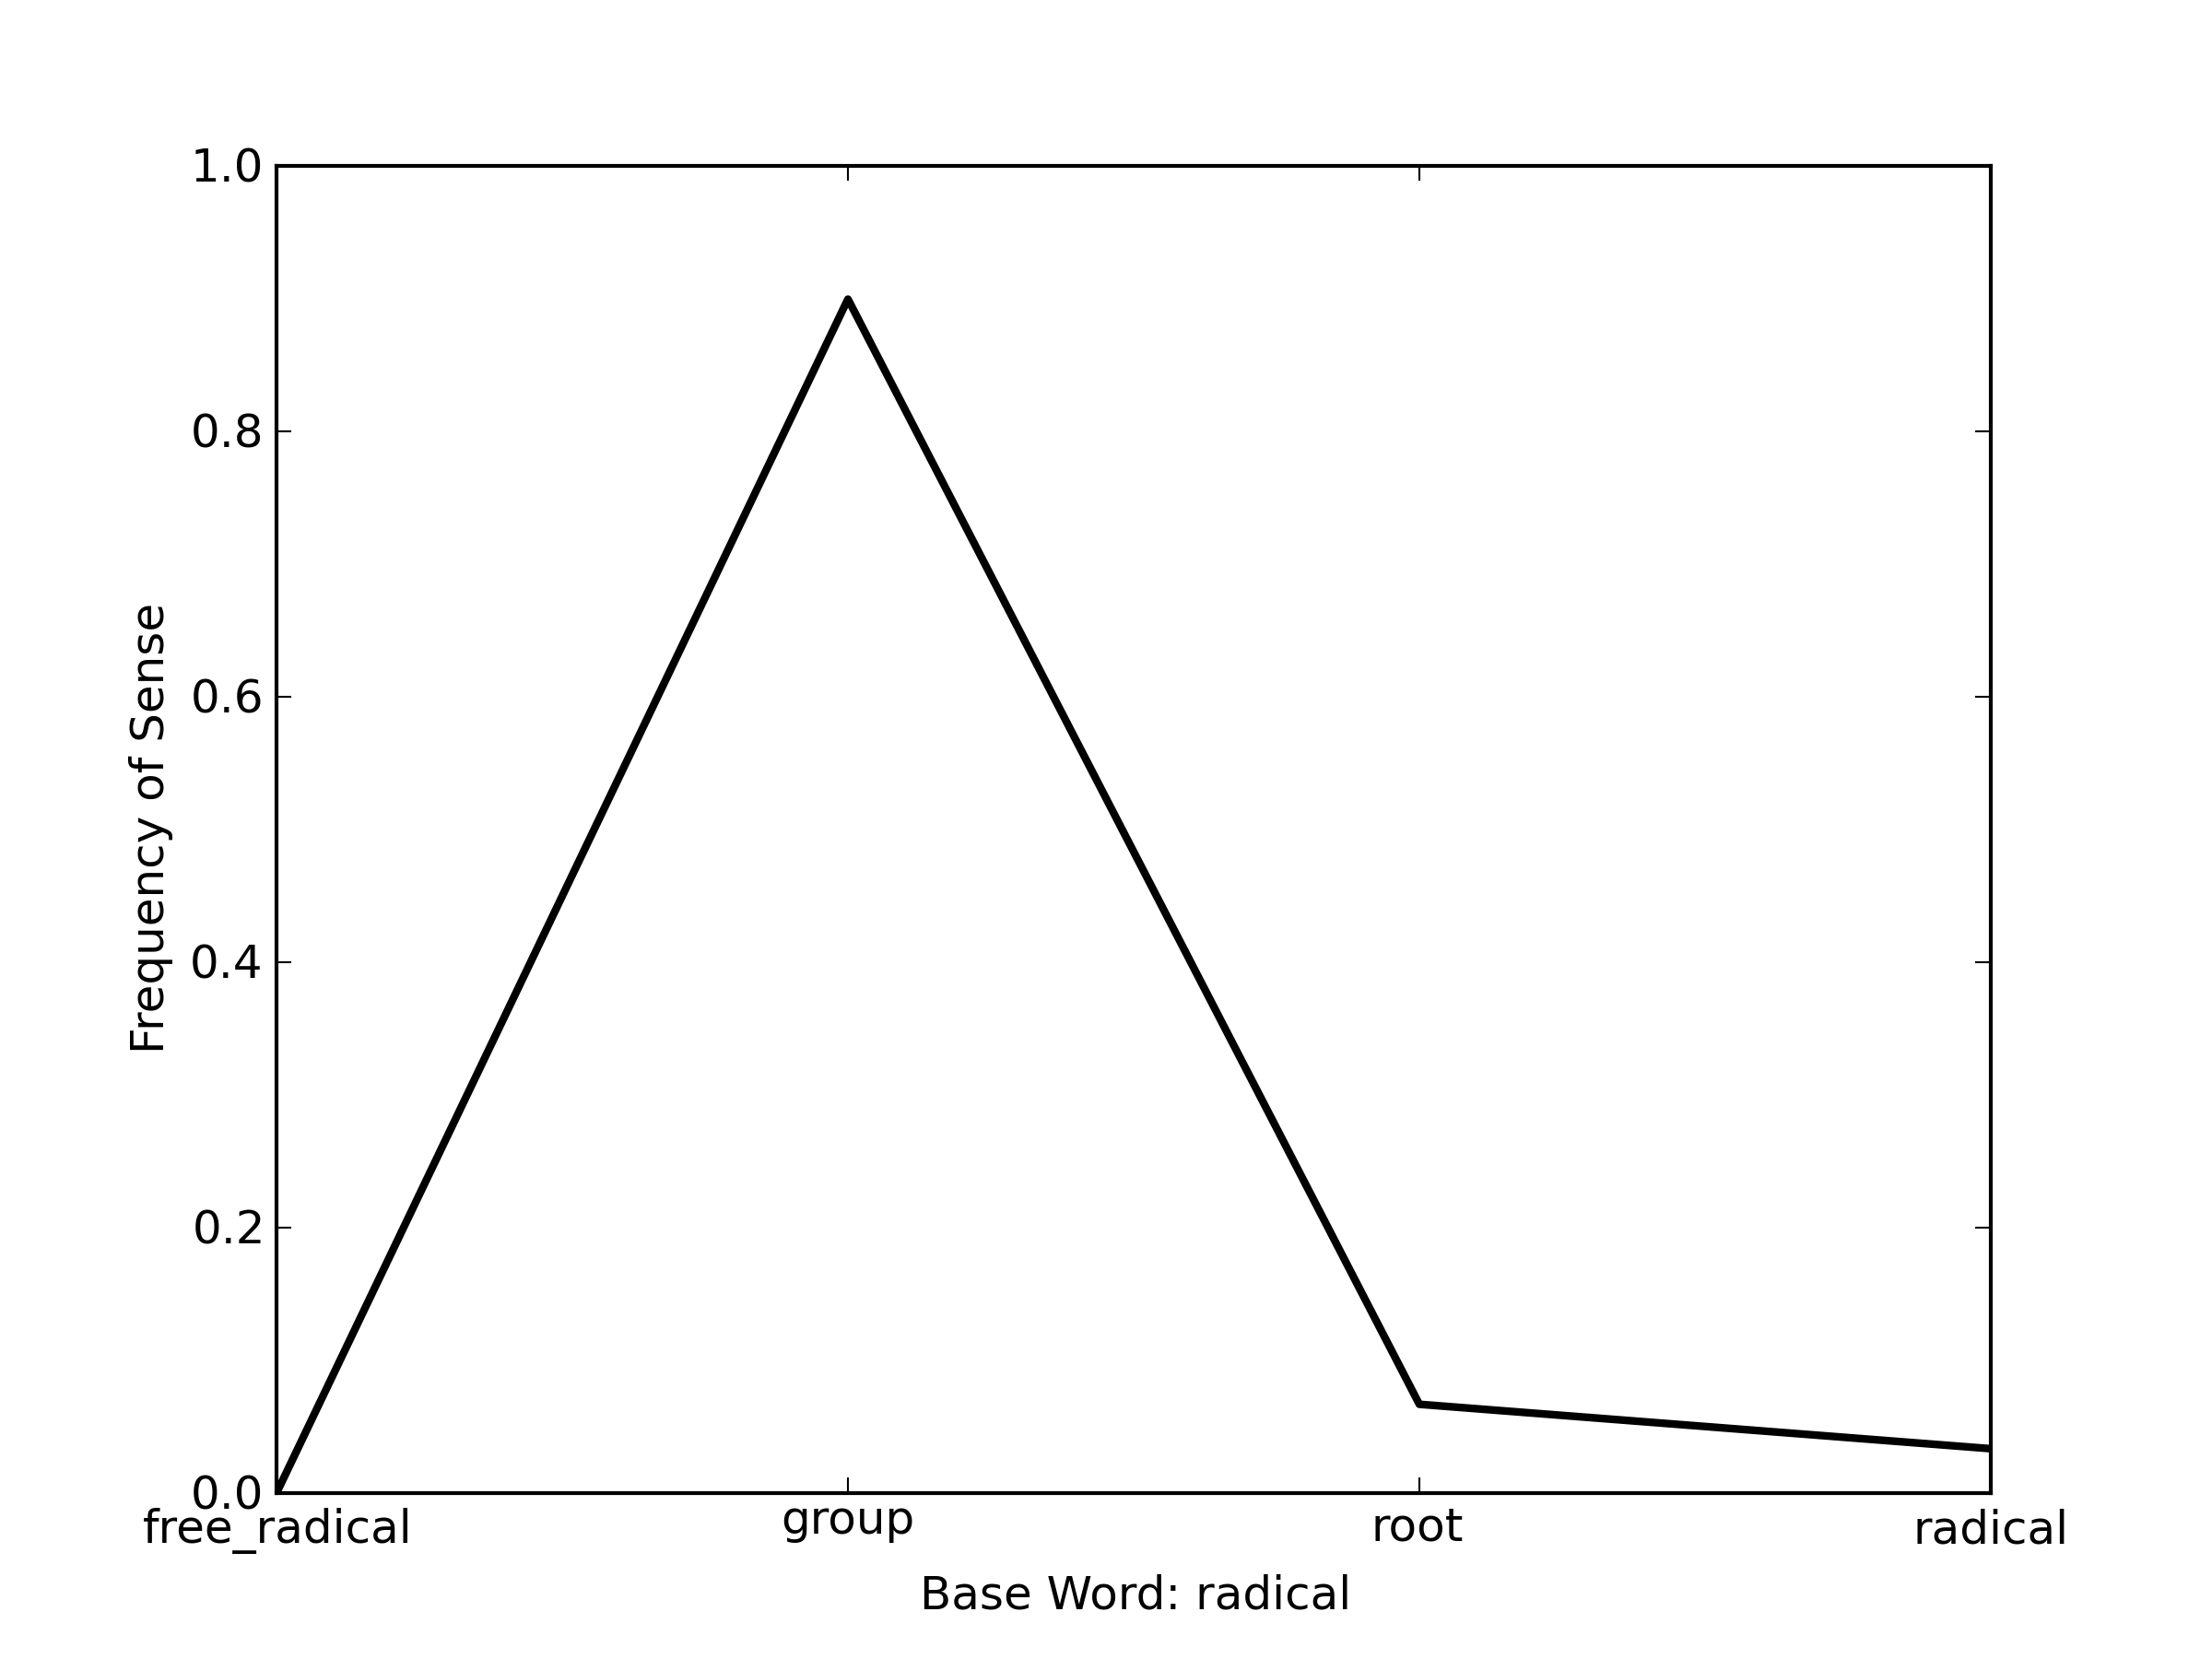 1.0
0.8
0.6
0.4
0.2
0.0
Frequency of Sense
free_radical
group
root
radical
Base Word: radical